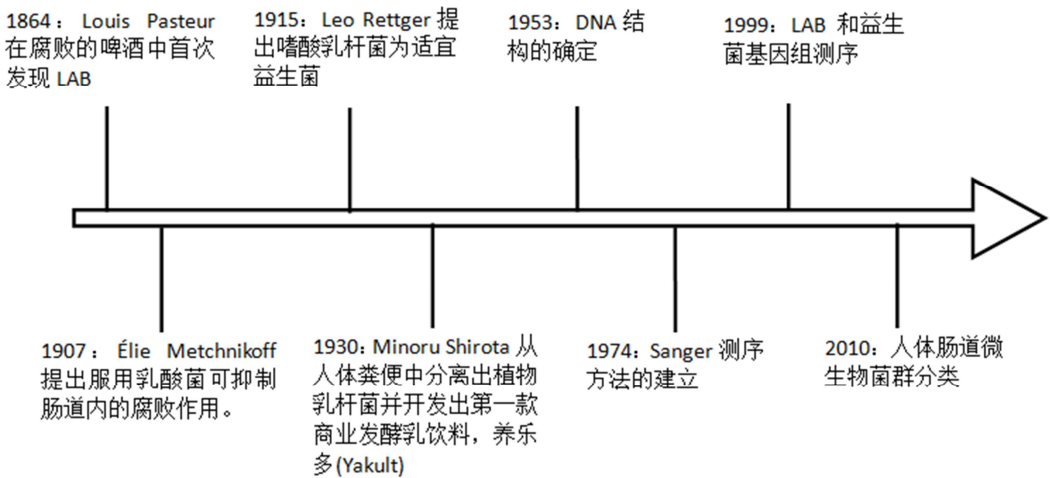 1864：Louis Pasteur
在腐败的啤酒中首次
发现 LAB
1915：Leo Rettger 提
出嗜酸乳杆菌为适宜
益生菌
1953：DNA 结
构的确定
1999：LAB 和益生
菌基因组测序
1907：Élie Metchnikoff
提出服用乳酸菌可抑制
肠道内的腐败作用。
1930：Minoru Shirota 从
人体粪便中分离出植物
乳杆菌并开发出第一款
商业发酵乳饮料，养乐
多(Yakult)
1974：Sanger 测序
方法的建立
2010：人体肠道微
生物菌群分类